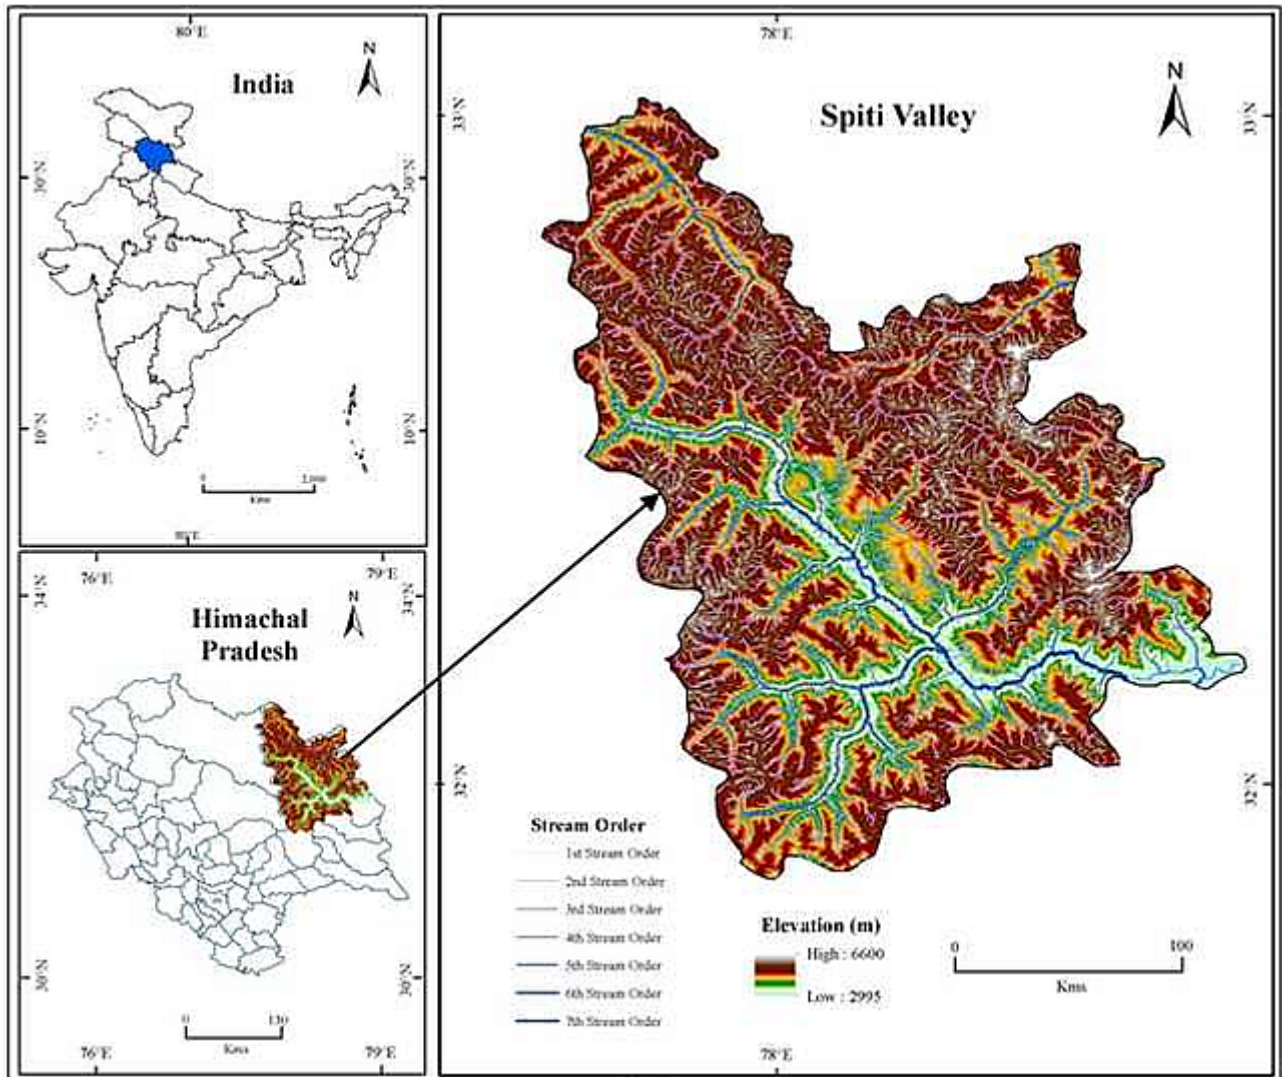 80°E
N
India
30°N
30°N
10°N
10°N
0
Kms
80°E
76°E
79°E
34°N
34°N
N
Himachal
Pradesh
30°N
30°N
0 130
Kms
76°E
79°E
78°E
N
Spiti Valley
33°N
33°N
32°N
32°N
Stream Order
1st Stream Order
2nd Stream Order
3rd Stream Order
4th Stream Order
5th Stream Order
6th Stream Order
7th Stream Order
Elevation (m)
High : 6600
Low : 2995
0 100
Kms
78°E